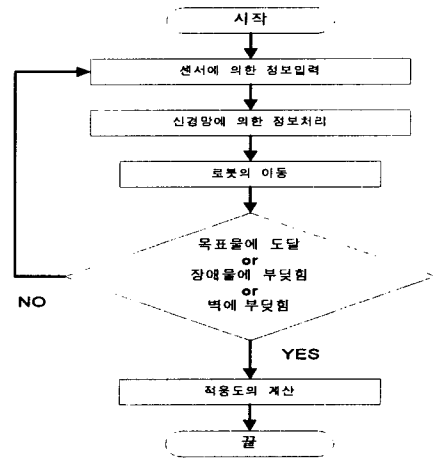 시작
센서에 의한 정보입력
신경망에 의한 정보처리
로봇의 이동
목표물에 도달
or
장애물에 부딪힘
or
벽에 부딪힘
NO
YES
적응도의 계산
끝